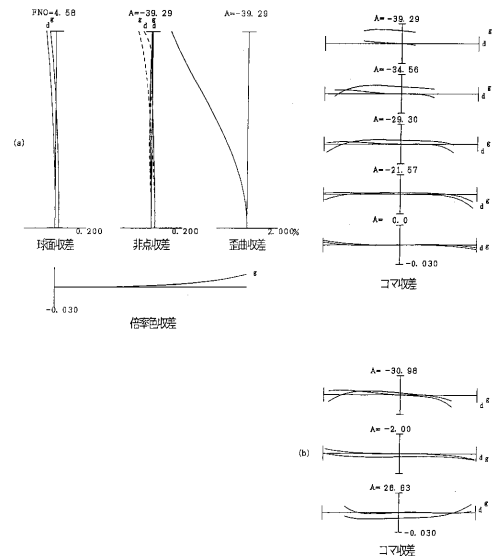 FNO=4.58
d g
0.200
球面収差
A=-39.29
g d d g
0.200
非点収差
A=-39.29
2.000%
歪曲収差
(a)
g
-0.030
倍率色収差
A=-39.29
g
d
A=-34.56
d g
A=-29.30
d g
A=-21.57
d g
A= 0.0
d g
-0.030
コマ収差
(b)
A= -30.98
d g
A= -2.00
d g
A= 26.63
d g
-0.030
コマ収差